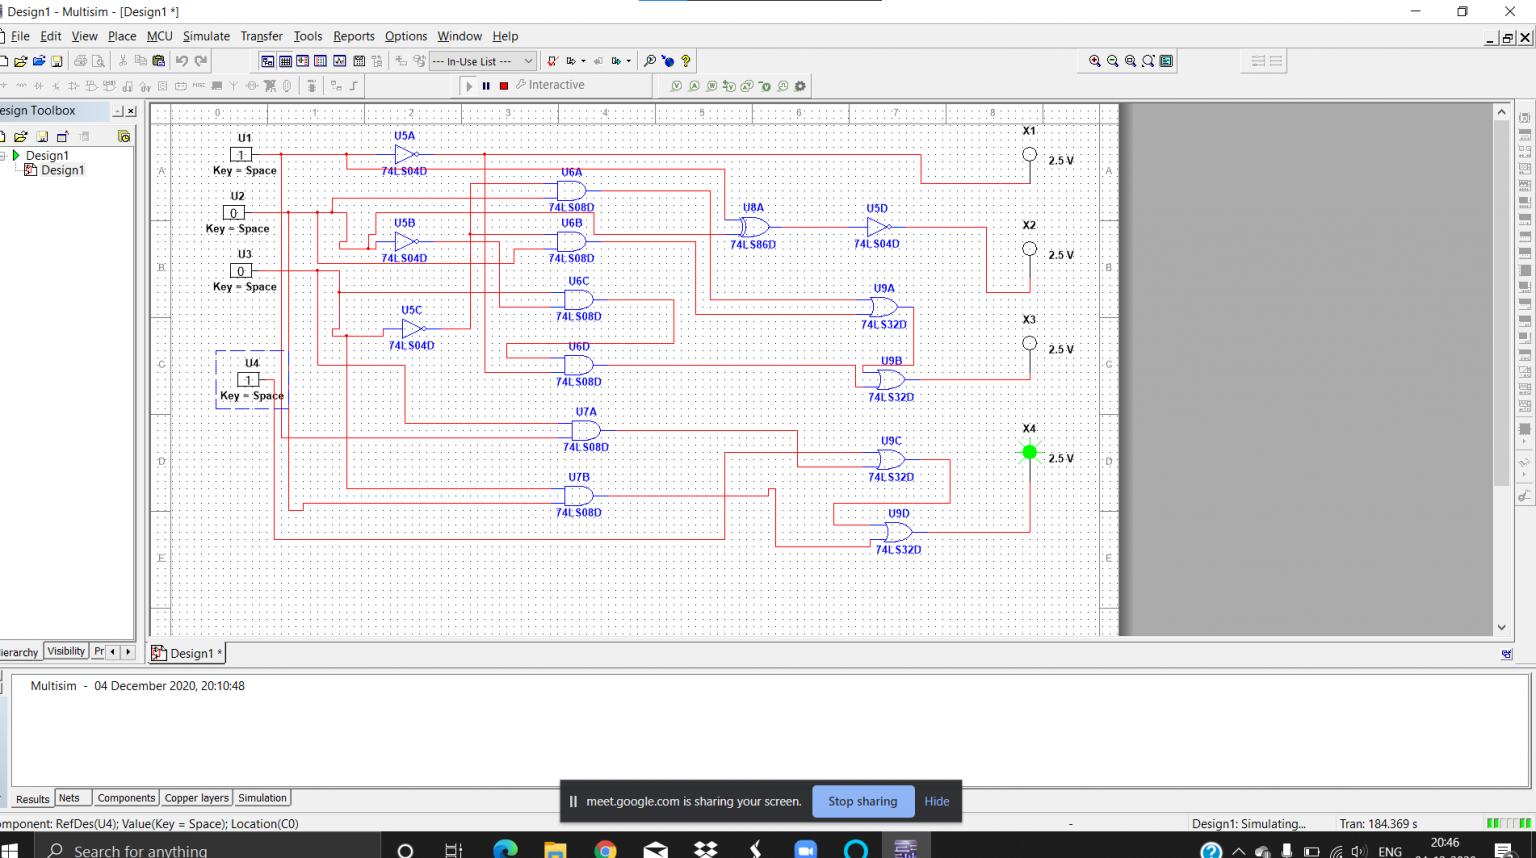 Design1 - Multisim - [Design1 *]
File Edit View Place MCU Simulate Transfer Tools Reports Options Window Help
--- In-Use List ---
Interactive
esign Toolbox
Design1
Design1
0 1 2 3 4 5 6 7 8
A
B
C
D
E
A
B
C
D
E
U1
1
Key = Space
U2
0
Key = Space
U3
0
Key = Space
U4
1
Key = Space
U5A
74LS04D
U5B
74LS04D
U5C
74LS04D
U6A
74LS08D
U6B
74LS08D
U6C
74LS08D
U6D
74LS08D
U7A
74LS08D
U7B
74LS08D
U8A
74LS86D
U5D
74LS04D
U9A
74LS32D
U9B
74LS32D
U9C
74LS32D
U9D
74LS32D
X1
2.5 V
X2
2.5 V
X3
2.5 V
X4
2.5 V
ierarchy Visibility Pr
Design1 *
Multisim - 04 December 2020, 20:10:48
Results Nets Components Copper layers Simulation
meet.google.com is sharing your screen. Stop sharing Hide
omponent: RefDes(U4); Value(Key = Space); Location(C0) - Design1: Simulating... Tran: 184.369 s
Search for anything
ENG
20:46